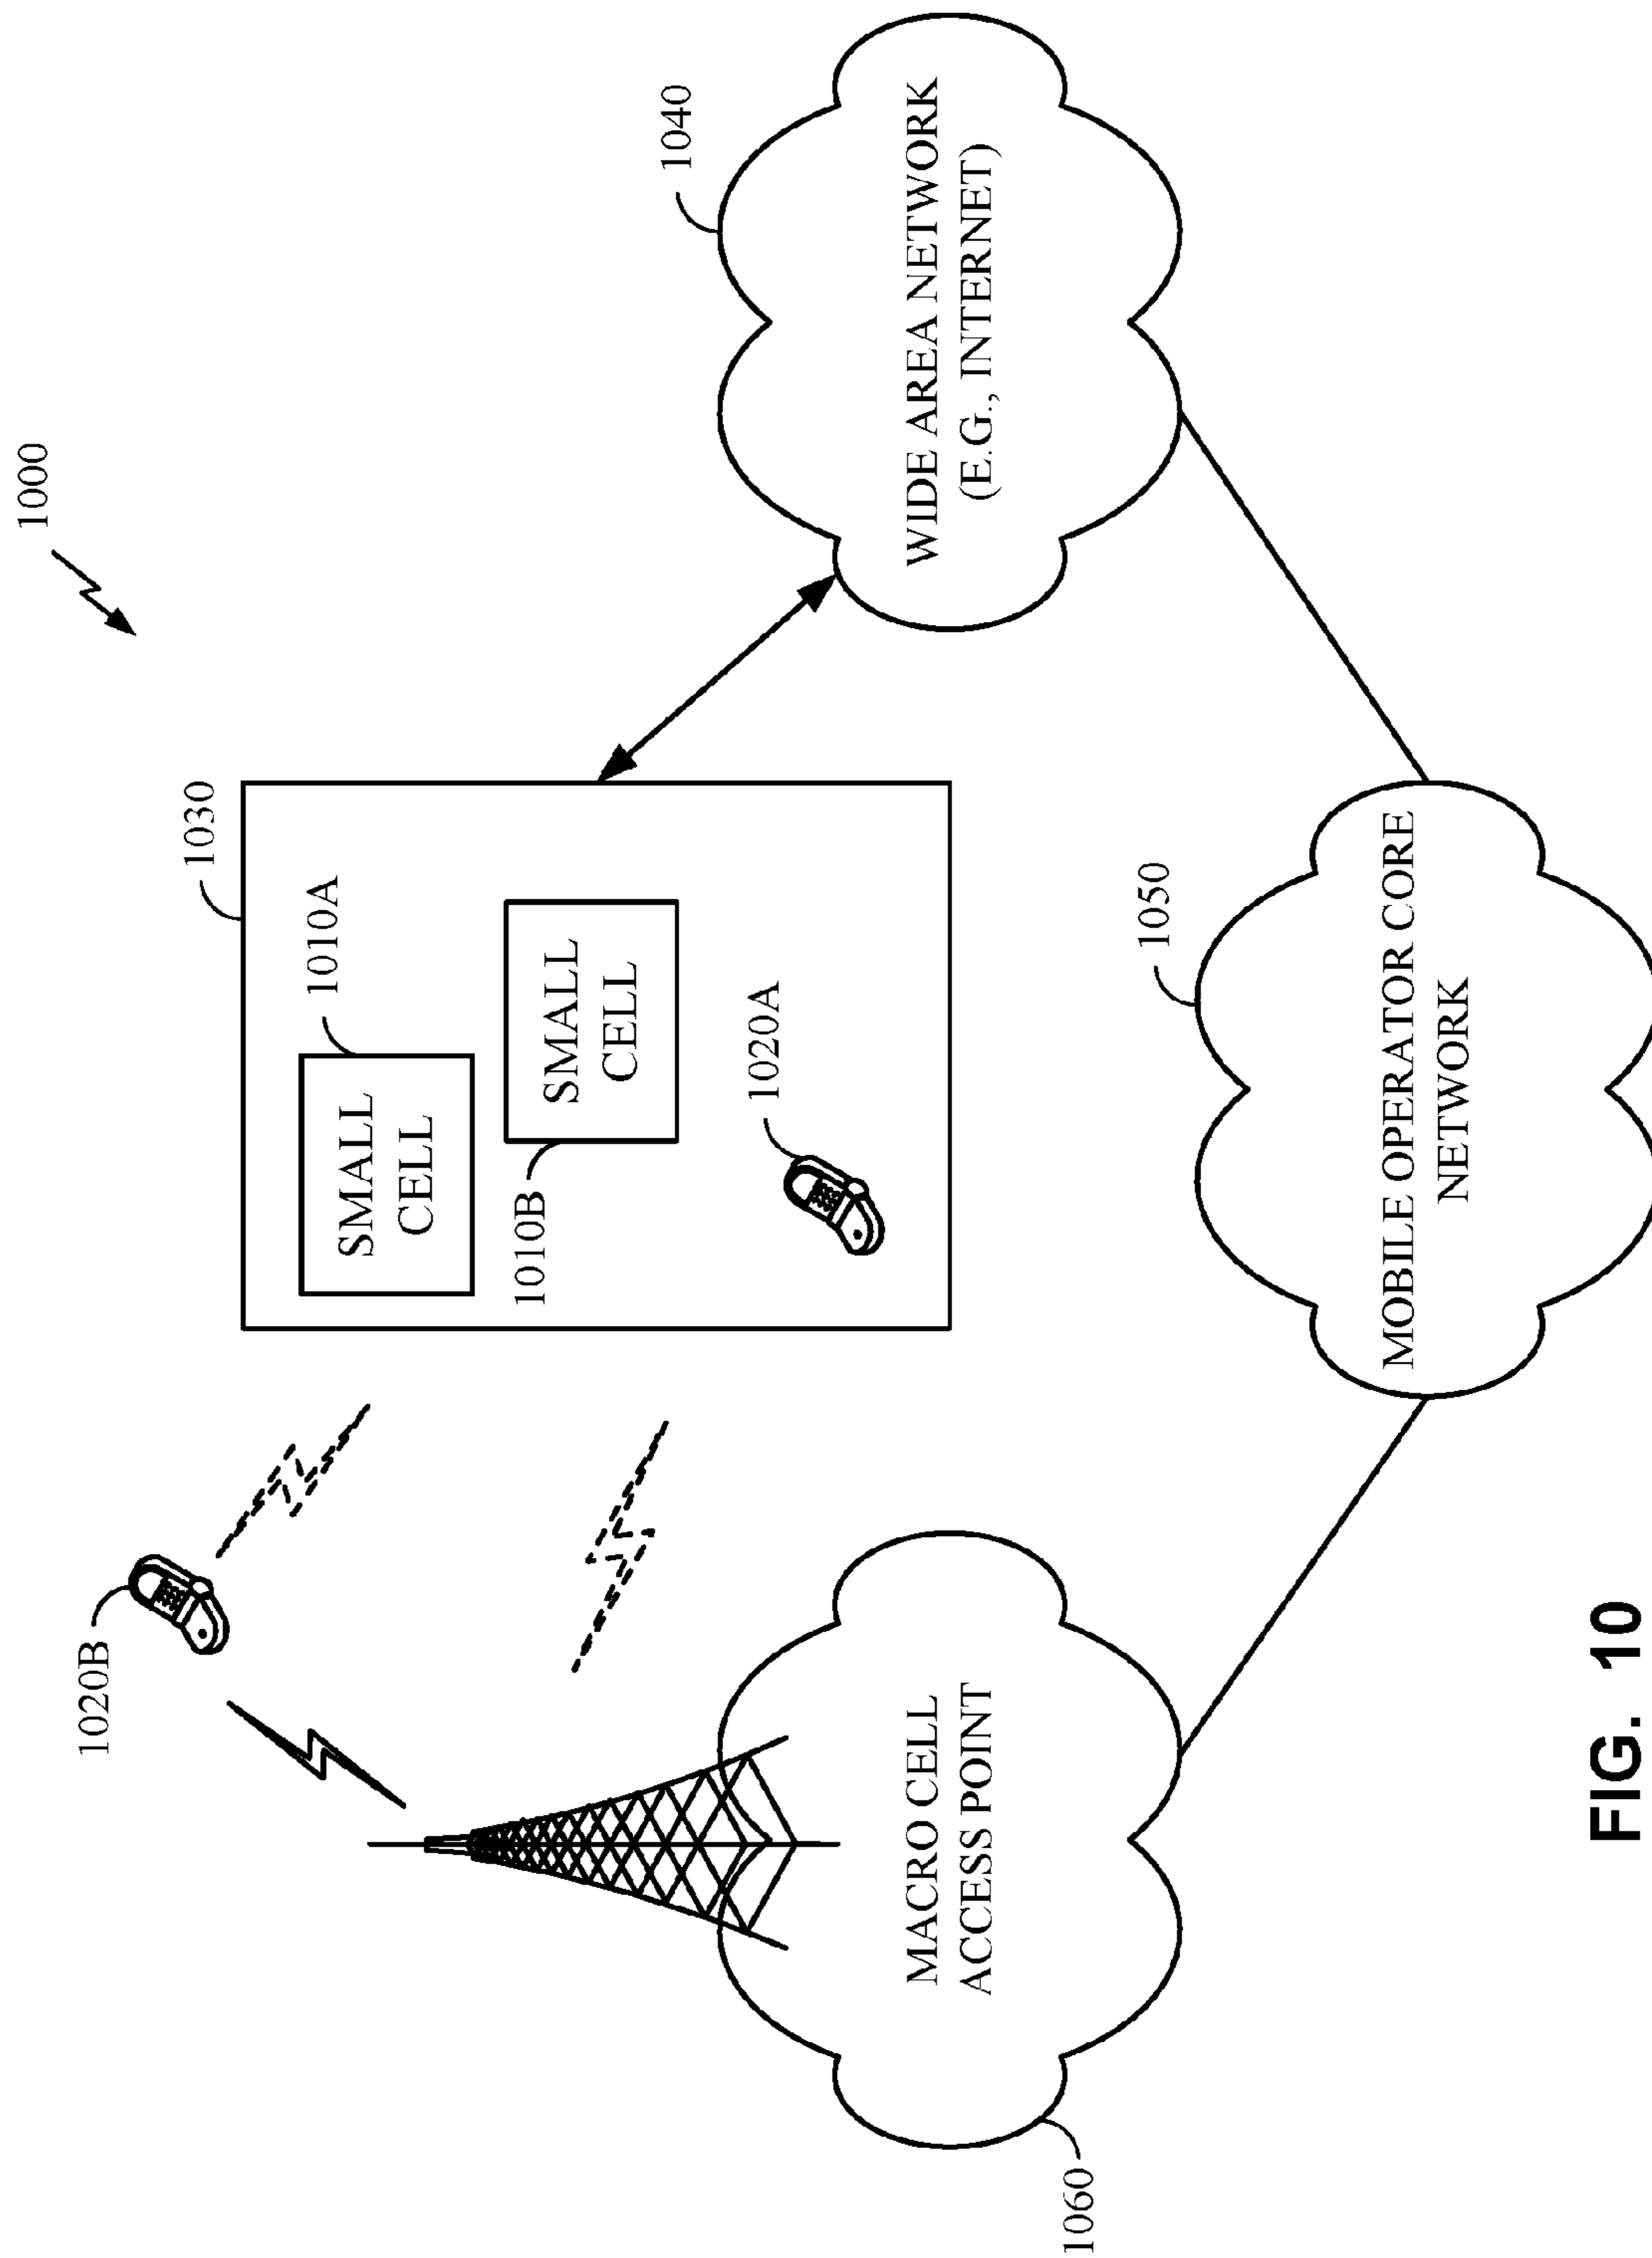 1000
1020B
1030
1010A
SMALL
CELL
1010B
SMALL
CELL
1020A
1040
WIDE AREA NETWORK
(E.G., INTERNET)
MACRO CELL
ACCESS POINT
1060
1050
MOBILE OPERATOR CORE
NETWORK
FIG. 10